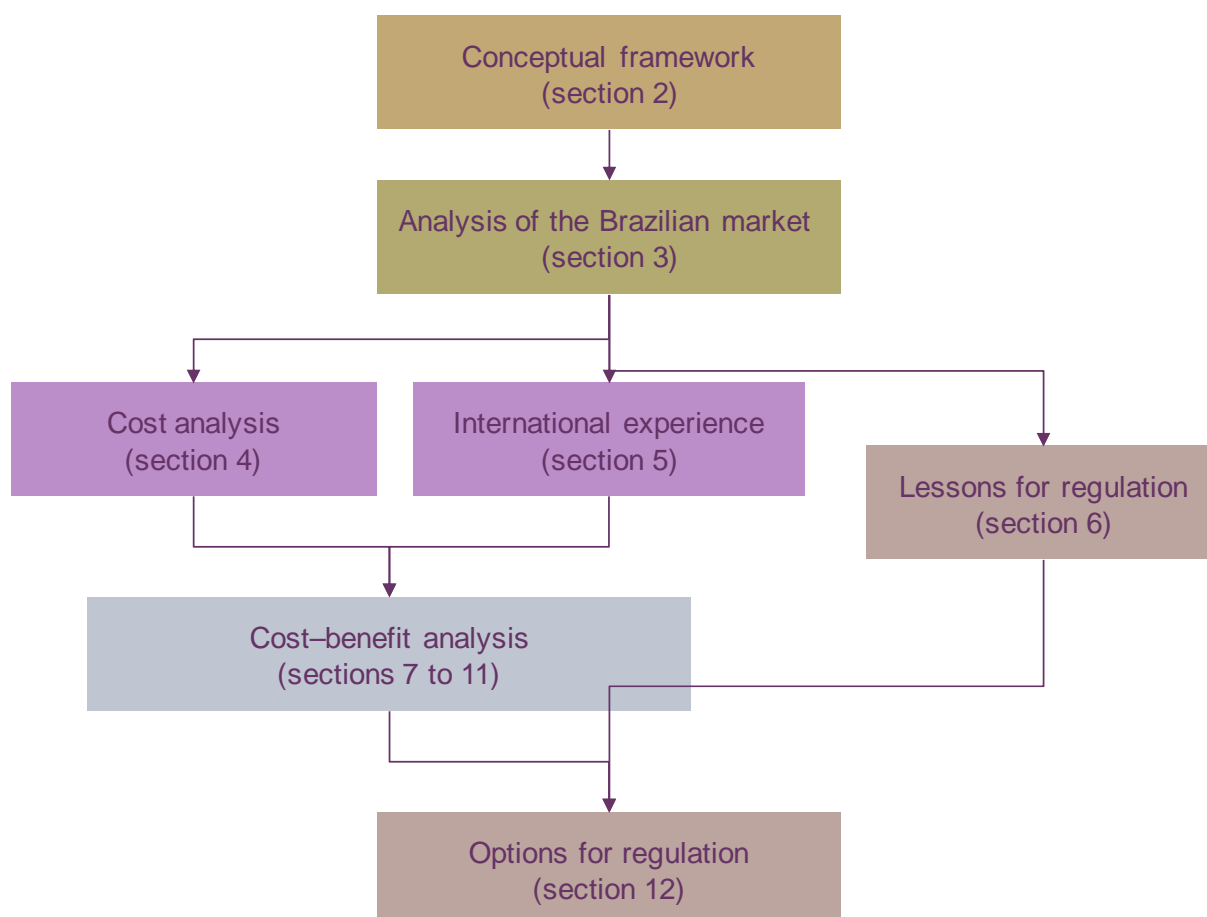 Conceptual framework
(section 2)
Analysis of the Brazilian market
(section 3)
Cost analysis
(section 4)
International experience
(section 5)
Lessons for regulation
(section 6)
Cost–benefit analysis
(sections 7 to 11)
Options for regulation
(section 12)